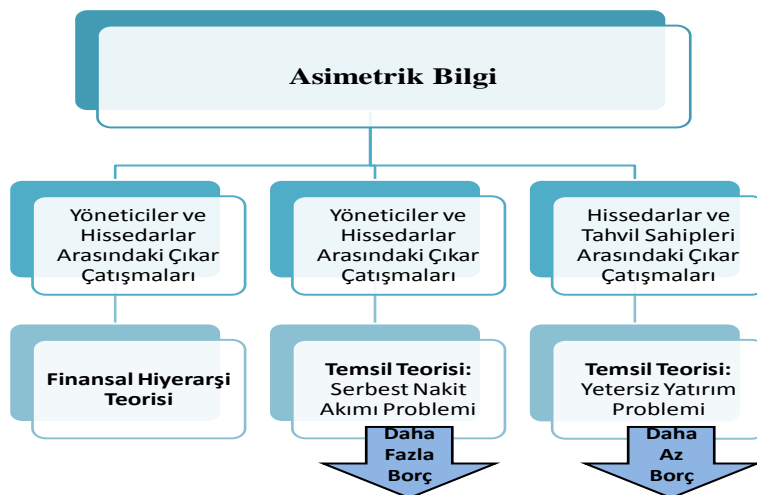 Asimetrik Bilgi
Yöneticiler ve
Hissedarlar
Arasındaki Çıkar
Çatışmaları
Yöneticiler ve
Hissedarlar
Arasındaki Çıkar
Çatışmaları
Hissedarlar ve
Tahvil Sahipleri
Arasındaki Çıkar
Çatışmaları
Finansal Hiyerarşi
Teorisi
Temsil Teorisi:
Serbest Nakit
Akımı Problemi
Temsil Teorisi:
Yetersiz Yatırım
Problemi
Daha
Fazla
Borç
Daha
Az
Borç